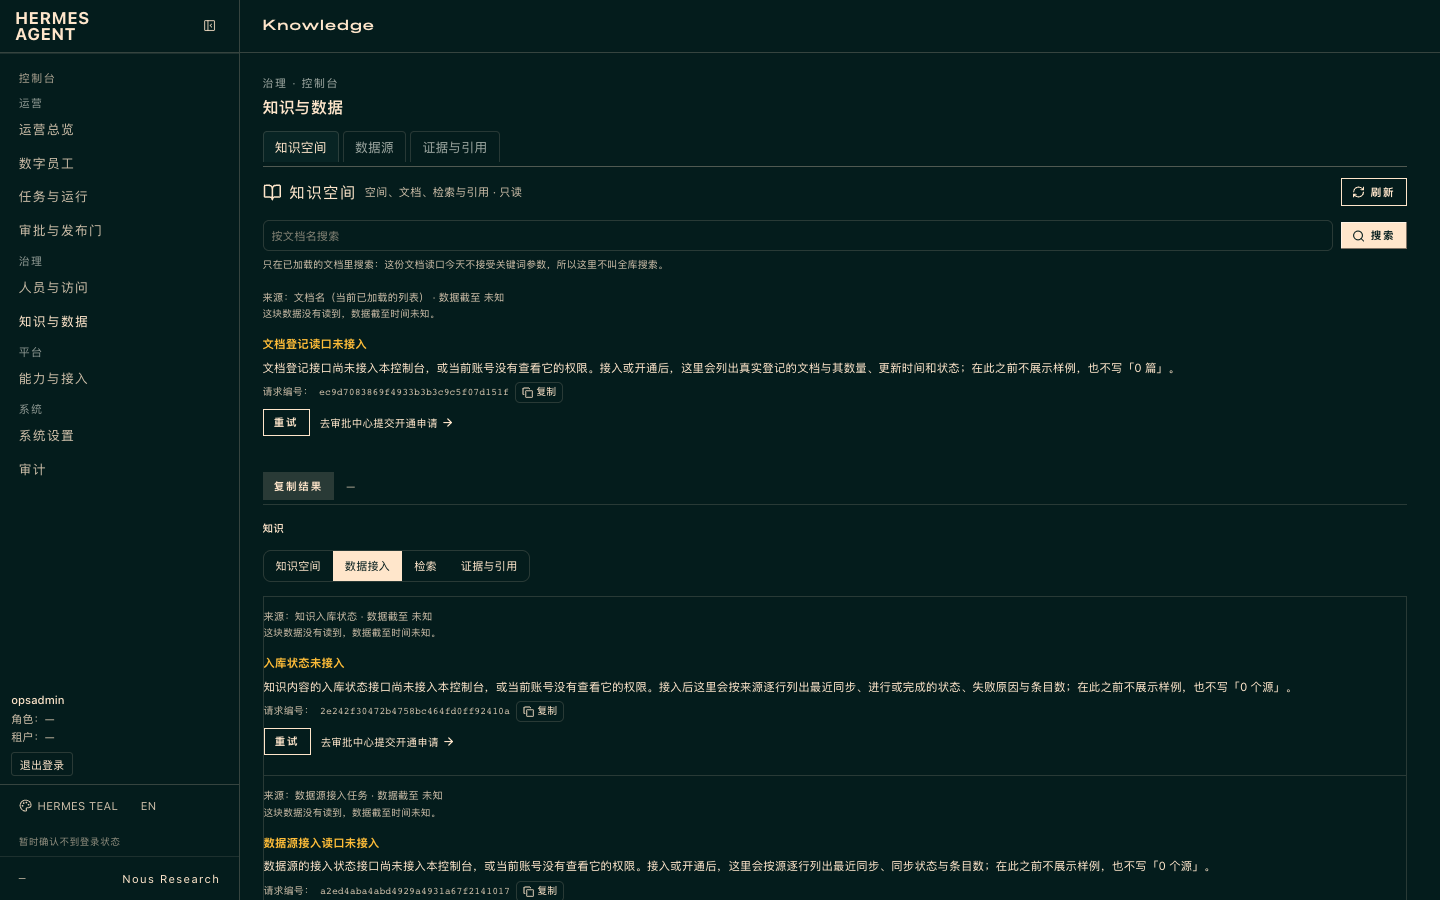 HERMES
AGENT
Knowledge
控制台
运营
运营总览
数字员工
任务与运行
审批与发布门
治理
人员与访问
知识与数据
平台
能力与接入
系统
系统设置
审计
opsadmin
角色: —
租户: —
退出登录
HERMES TEAL EN
暂时确认不到登录状态
— Nous Research
治理 · 控制台
知识与数据
知识空间 数据源 证据与引用
知识空间 空间、文档、检索与引用 · 只读 刷新
按文档名搜索 搜索
只在已加载的文档里搜索：这份文档读口今天不接受关键词参数，所以这里不叫全库搜索。
来源：文档名（当前已加载的列表） · 数据截至 未知
这块数据没有读到，数据截至时间未知。
文档登记读口未接入
文档登记接口尚未接入本控制台，或当前账号没有查看它的权限。接入或开通后，这里会列出真实登记的文档与其数量、更新时间和状态；在此之前不展示样例，也不写「0 篇」。
请求编号： ec9d7083869f4933b3b3c9c5f07d151f 复制
重试 去审批中心提交开通申请 →
复制结果 —
知识
知识空间 数据接入 检索 证据与引用
来源：知识入库状态 · 数据截至 未知
这块数据没有读到，数据截至时间未知。
入库状态未接入
知识内容的入库状态接口尚未接入本控制台，或当前账号没有查看它的权限。接入后这里会按来源逐行列出最近同步、进行或完成的状态、失败原因与条目数；在此之前不展示样例，也不写「0 个源」。
请求编号： 2e242f30472b4758bc464fd0ff92410a 复制
重试 去审批中心提交开通申请 →
来源：数据源接入任务 · 数据截至 未知
这块数据没有读到，数据截至时间未知。
数据源接入读口未接入
数据源的接入状态接口尚未接入本控制台，或当前账号没有查看它的权限。接入或开通后，这里会按源逐行列出最近同步、同步状态与条目数；在此之前不展示样例，也不写「0 个源」。
请求编号： a2ed4aba4abd4929a4931a67f2141017 复制